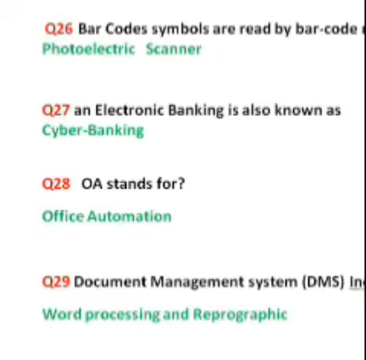 Q26 Bar Codes symbols are read by bar-code
Photoelectric Scanner
Q27 an Electronic Banking is also known as
Cyber-Banking
Q28 OA stands for?
Office Automation
Q29 Document Management system (DMS)
Word processing and Reprographic